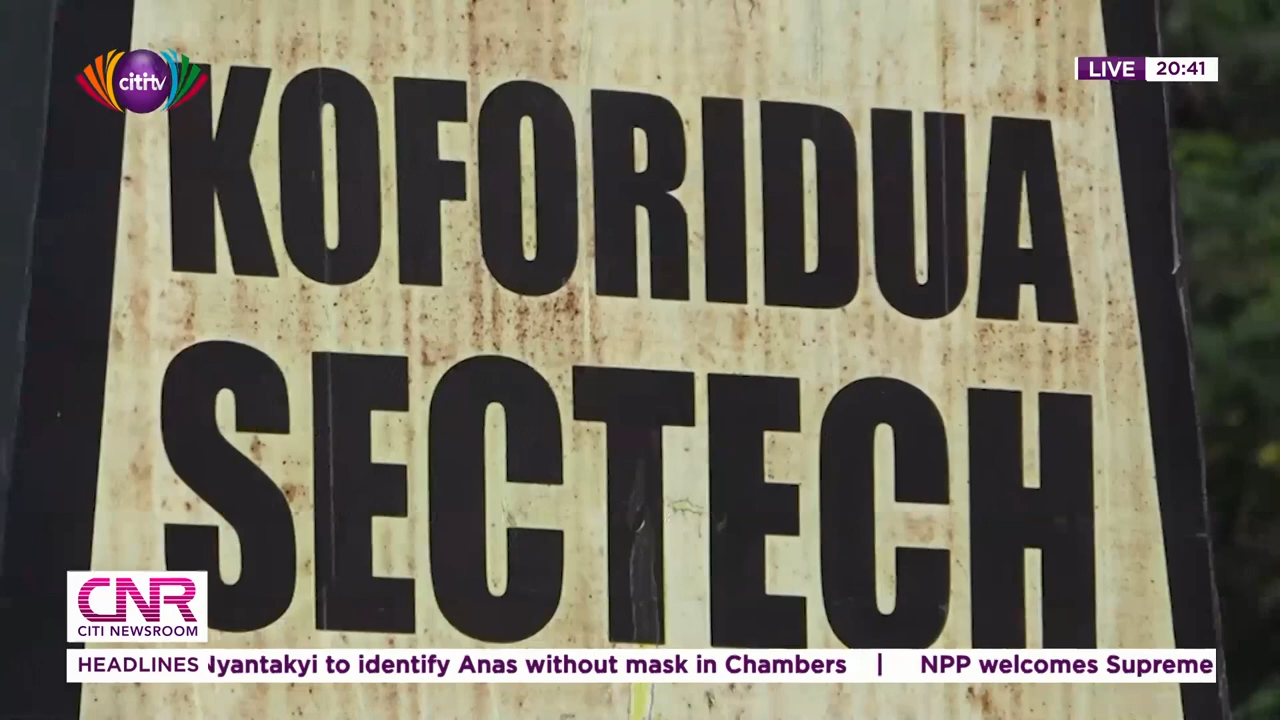 citi tv
LIVE 20:41
KOFORIDUA
SECTECH
CNR
CITI NEWSROOM
HEADLINES Nyantakyi to identify Anas without mask in Chambers | NPP welcomes Supreme